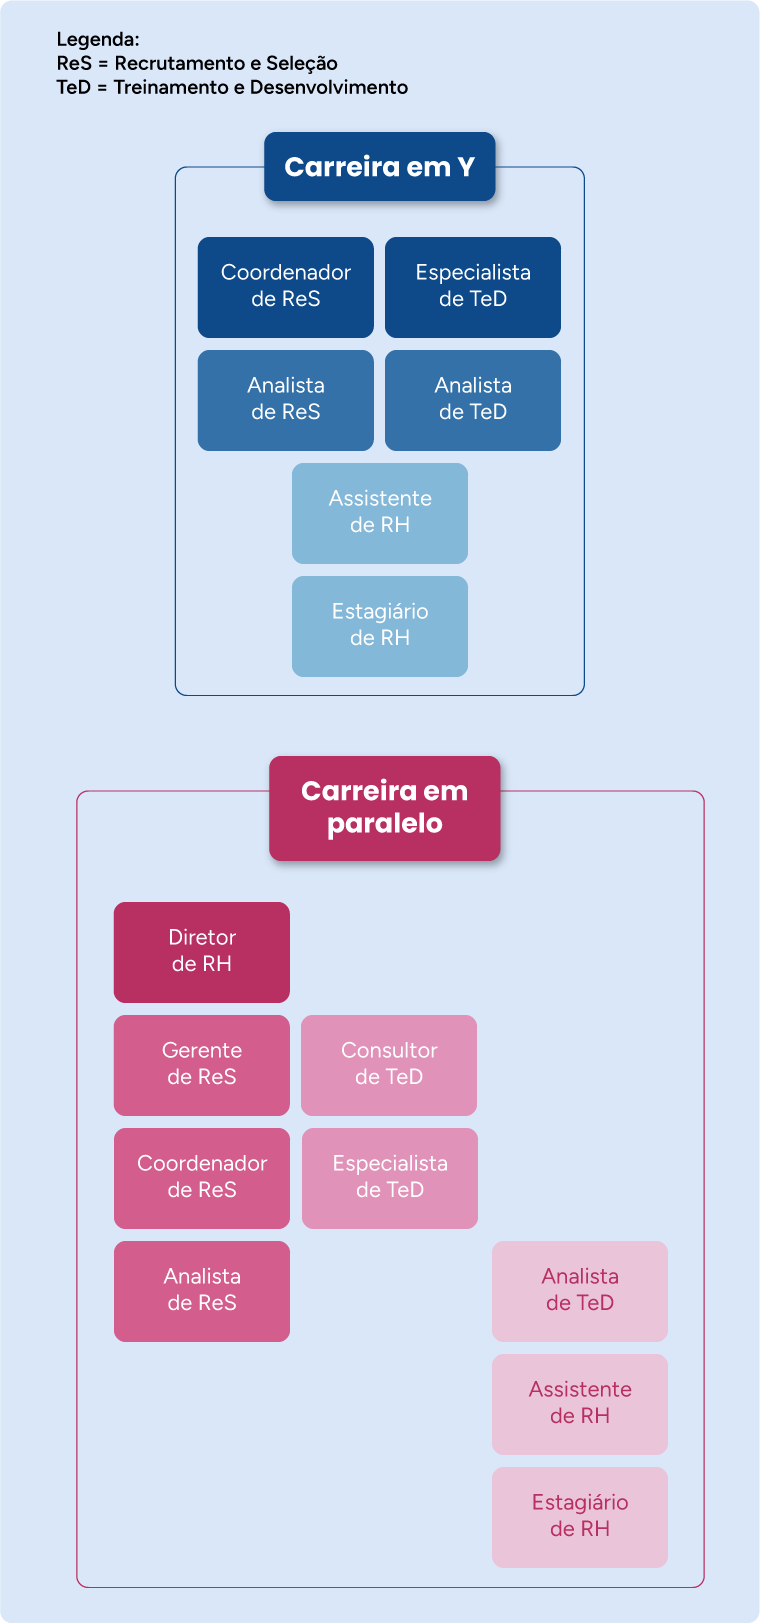 Legenda:
ReS = Recrutamento e Seleção
TeD = Treinamento e Desenvolvimento
Carreira em Y
Coordenador
de ReS
Especialista
de TeD
Analista
de ReS
Analista
de TeD
Assistente
de RH
Estagiário
de RH
Carreira em
paralelo
Diretor
de RH
Gerente
de ReS
Consultor
de TeD
Coordenador
de ReS
Especialista
de TeD
Analista
de ReS
Analista
de TeD
Assistente
de RH
Estagiário
de RH